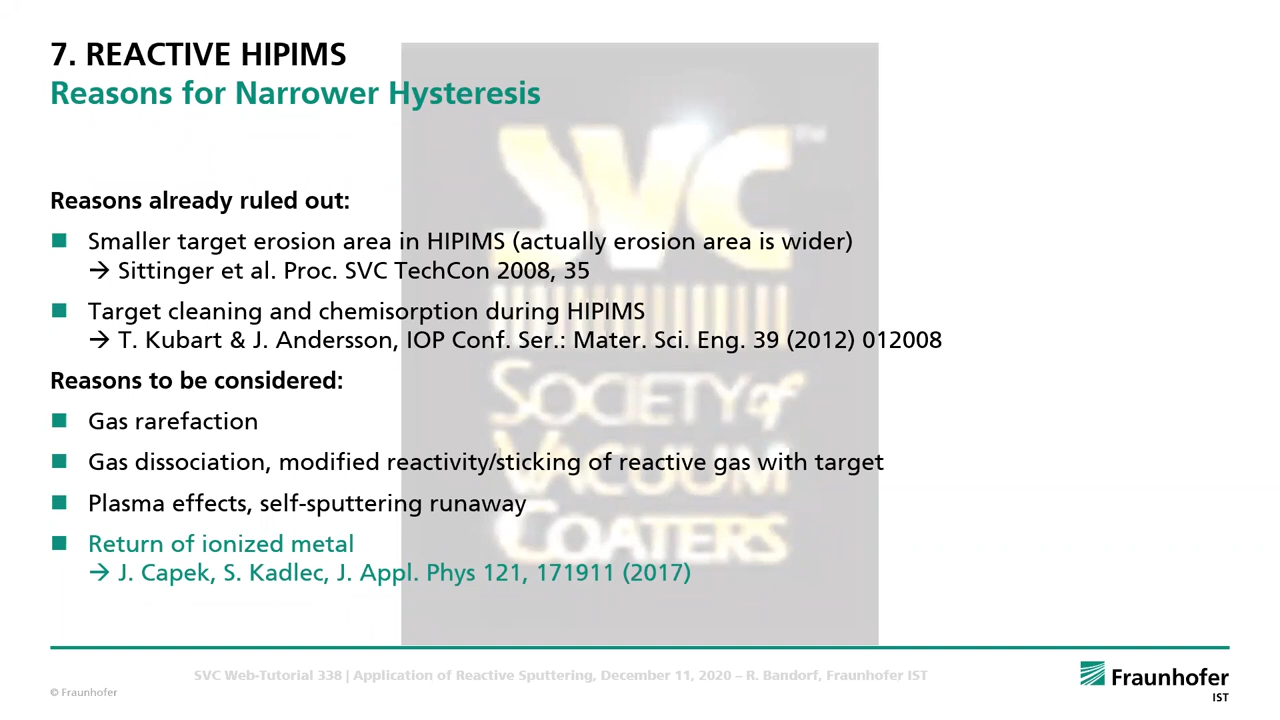 7. REACTIVE HIPIMS
Reasons for Narrower Hysteresis
Reasons already ruled out:
■ Smaller target erosion area in HIPIMS (actually erosion area is wider)
→ Sittinger et al. Proc. SVC TechCon 2008, 35
■ Target cleaning and chemisorption during HIPIMS
→ T. Kubart & J. Andersson, IOP Conf. Ser.: Mater. Sci. Eng. 39 (2012) 012008
Reasons to be considered:
■ Gas rarefaction
■ Gas dissociation, modified reactivity/sticking of reactive gas with target
■ Plasma effects, self-sputtering runaway
■ Return of ionized metal
→ J. Capek, S. Kadlec, J. Appl. Phys 121, 171911 (2017)
SVC™
SOCIETY of
VACUUM
COATERS
SVC Web-Tutorial 338 | Application of Reactive Sputtering, December 11, 2020 – R. Bandorf, Fraunhofer IST
© Fraunhofer
Fraunhofer
IST